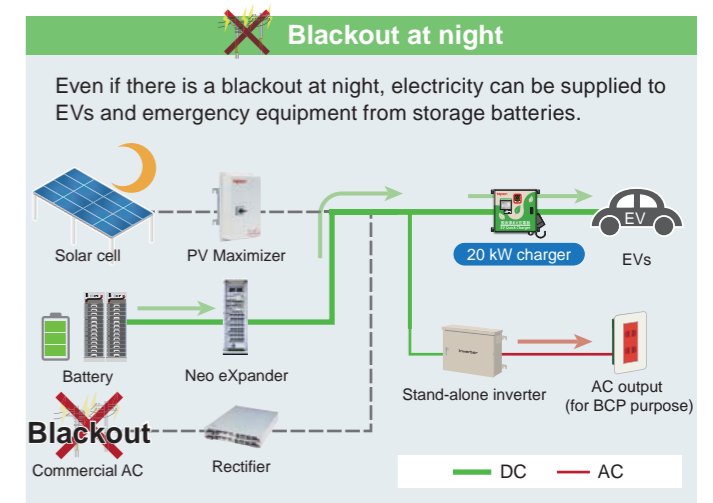 Blackout at night
Even if there is a blackout at night, electricity can be supplied to
EVs and emergency equipment from storage batteries.
Solar cell
PV Maximizer
20 kW charger
EV
EVs
Battery
Neo eXpander
Inverter
Stand-alone inverter
AC output
(for BCP purpose)
Blackout
Commercial AC
Rectifier
DC
AC